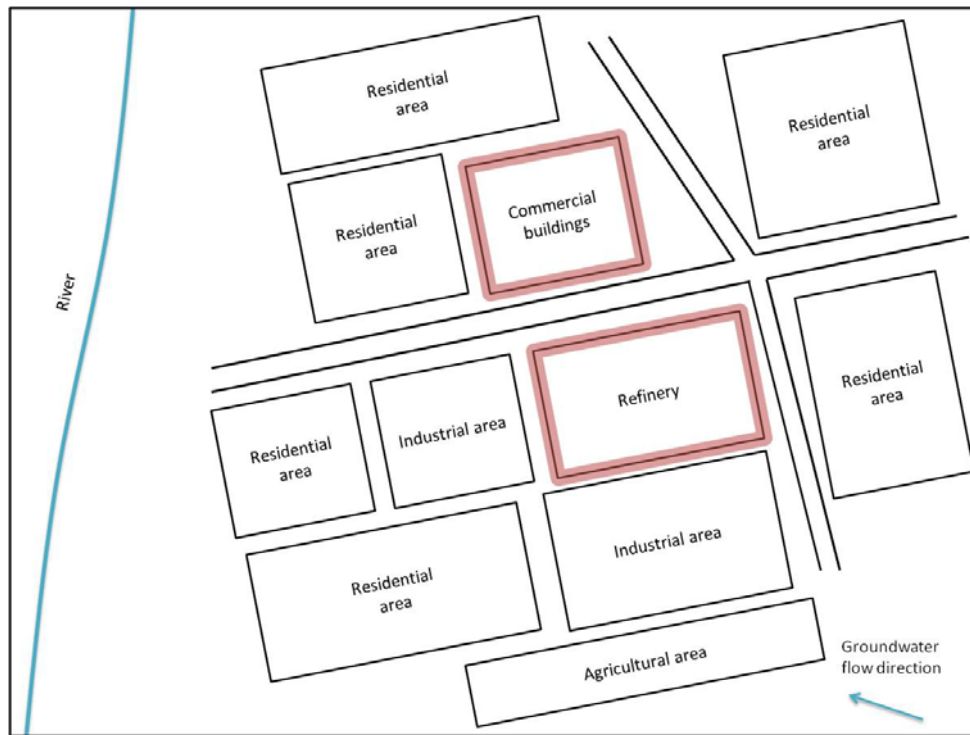 Residential
area
Residential
area
Commercial
buildings
Residential
area
River
Refinery
Residential
area
Residential
area
Industrial area
Industrial area
Residential
area
Agricultural area
Groundwater
flow direction